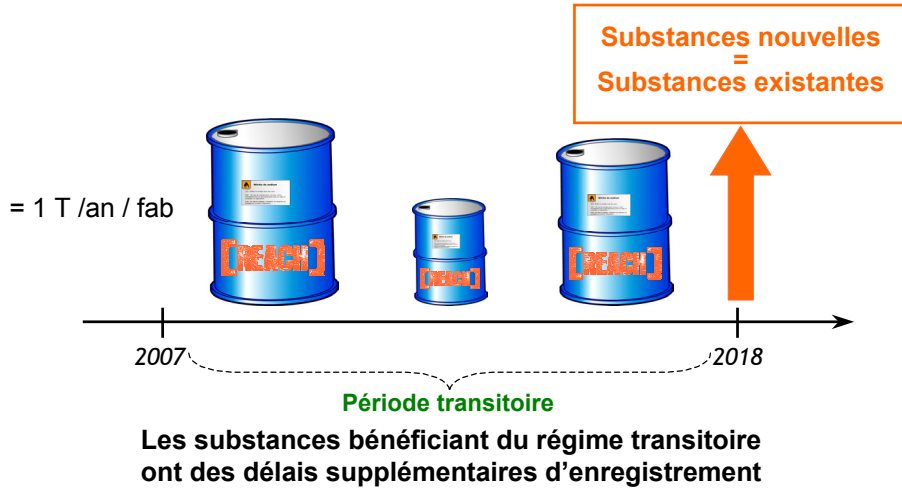 Substances nouvelles
=
Substances existantes
= 1 T /an / fab
[REACH]
[REACH]
[REACH]
2007
2018
Période transitoire
Les substances bénéficiant du régime transitoire
ont des délais supplémentaires d’enregistrement